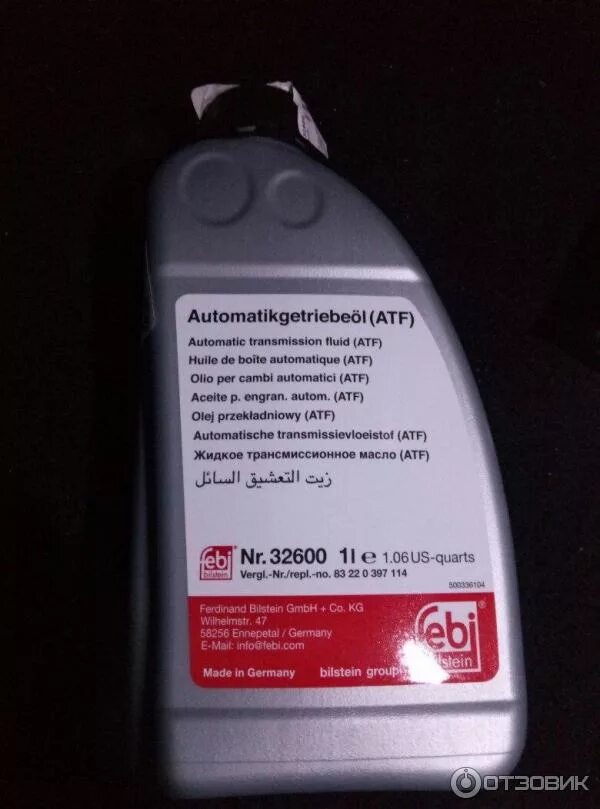 Automatikgetriebeöl (ATF)
Automatic transmission fluid (ATF)
Huile de boîte automatique (ATF)
Olio per cambi automatici (ATF)
Aceite p. engran. autom. (ATF)
Olej przekładniowy (ATF)
Automatische transmissievloeistof (ATF)
Жидкое трансмиссионное масло (ATF)
زيت التعشيق السائل
febi bilstein Nr. 32600 1l e 1.06 US-quarts
Vergl.-Nr./repl.-no. 83 22 0 397 114
500336104
Ferdinand Bilstein GmbH + Co. KG
Wilhelmstr. 47
58256 Ennepetal / Germany
E-Mail: info@febi.com
febi
bilstein
Made in Germany bilstein group
ОТЗОВИК